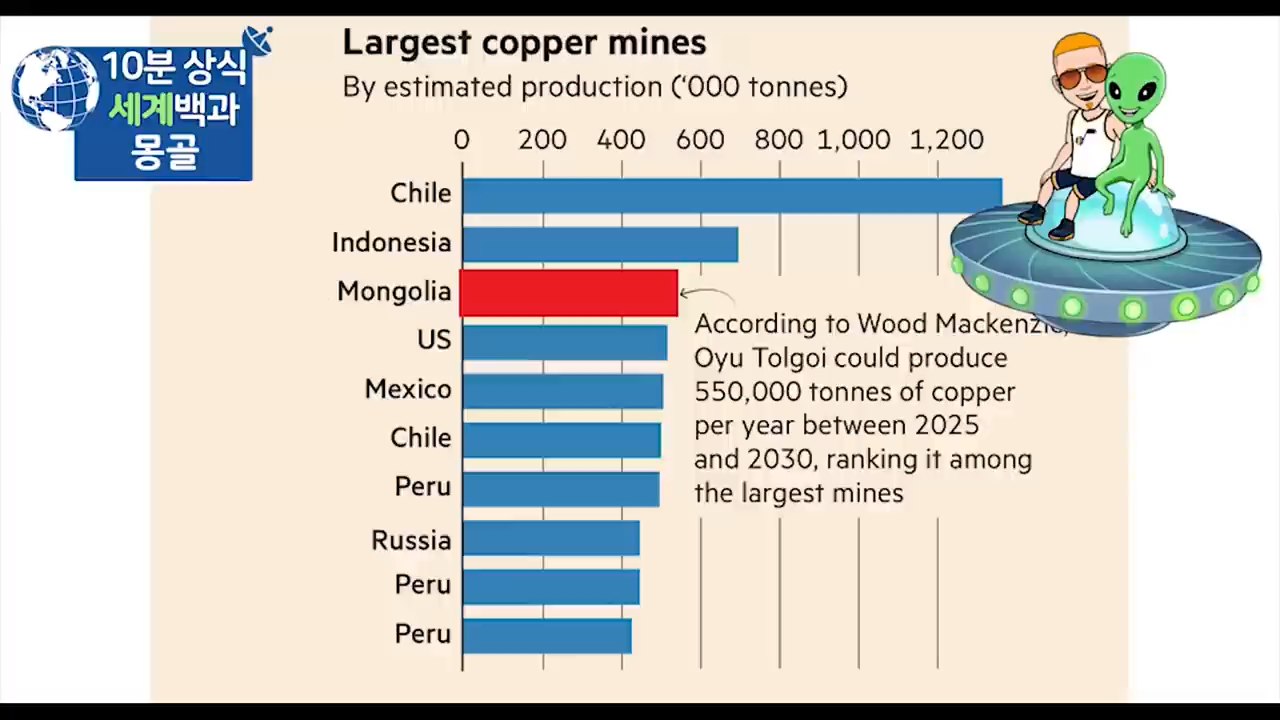 10분 상식
세계백과
몽골
Largest copper mines
By estimated production (‘000 tonnes)
0 200 400 600 800 1,000 1,200
Chile
Indonesia
Mongolia
US
Mexico
Chile
Peru
Russia
Peru
Peru
According to Wood Mackenzie,
Oyu Tolgoi could produce
550,000 tonnes of copper
per year between 2025
and 2030, ranking it among
the largest mines